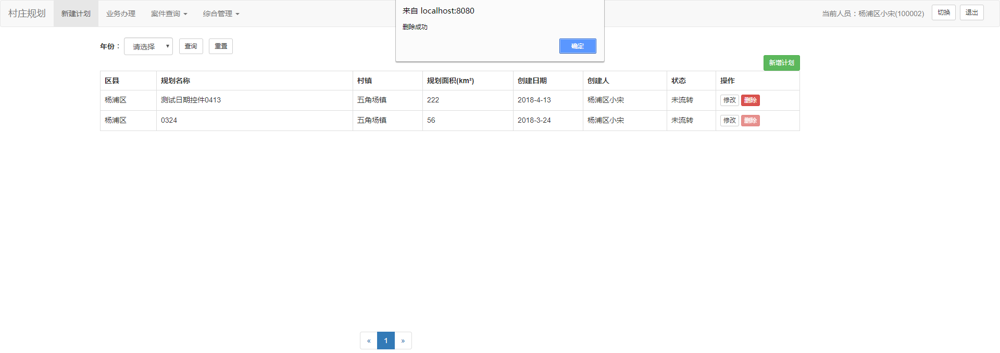 村庄规划 新建计划 业务办理 案件查询 综合管理 当前人员：杨浦区小宋(100002) 切换 退出
来自 localhost:8080
删除成功
确定
年份： 请选择 查询 重置
新增计划
区县 规划名称 村镇 规划面积(km²) 创建日期 创建人 状态 操作
杨浦区 测试日期控件0413 五角场镇 222 2018-4-13 杨浦区小宋 未流转 修改 删除
杨浦区 0324 五角场镇 56 2018-3-24 杨浦区小宋 未流转 修改 删除
« 1 »